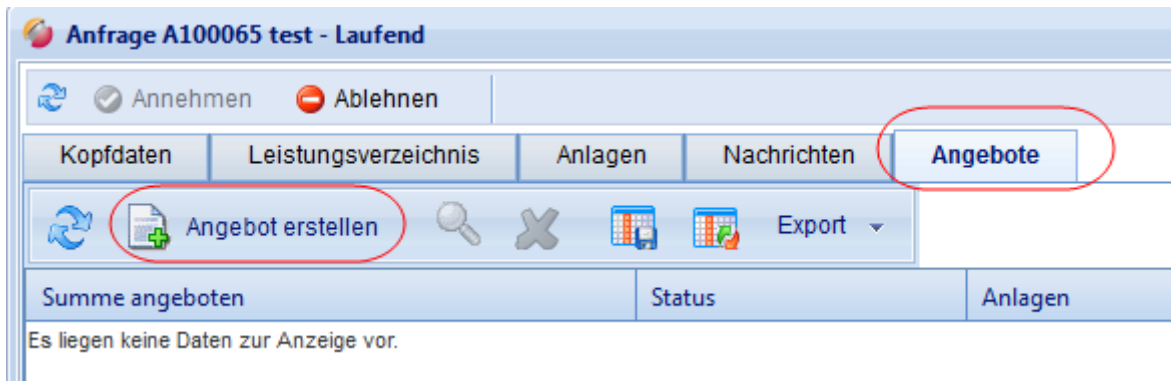 Anfrage A100065 test - Laufend
Annehmen Ablehnen
Kopfdaten Leistungsverzeichnis Anlagen Nachrichten Angebote
Angebot erstellen Export
Summe angeboten Status Anlagen
Es liegen keine Daten zur Anzeige vor.